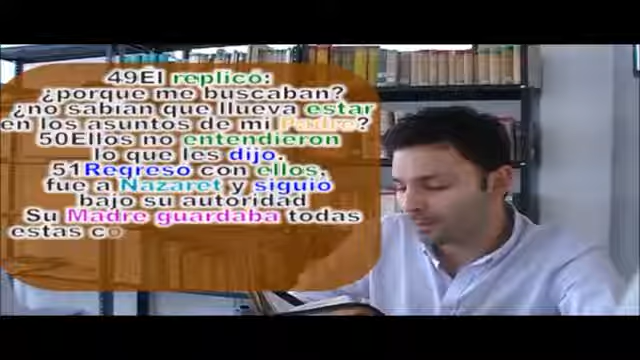 49El replico:
¿porque me buscaban?
¿no sabian que llueva estar
en los asuntos de mi Padre?
50Ellos no entendieron
lo que les dijo.
51Regreso con ellos,
fue a Nazaret y siguió
bajo su autoridad
Su Madre guardaba todas
estas co